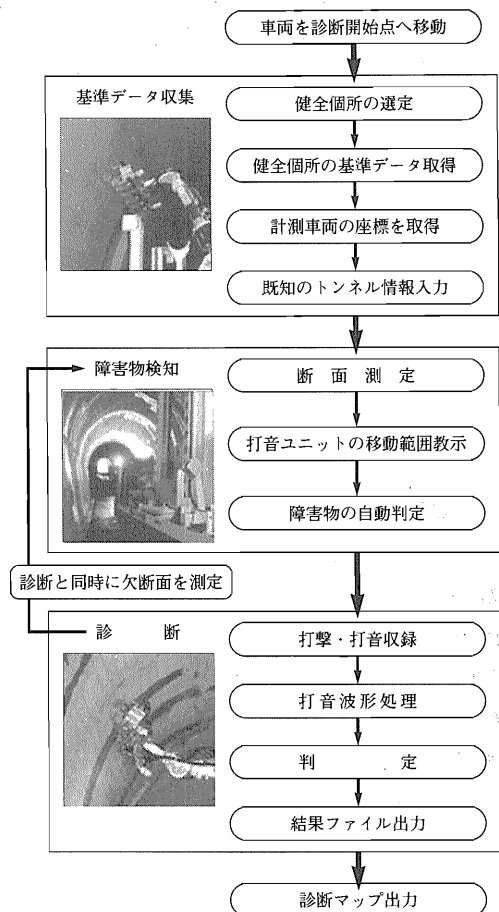 車両を診断開始点へ移動
基準データ収集
健全個所の選定
健全個所の基準データ取得
計測車両の座標を取得
既知のトンネル情報入力
障害物検知
断面測定
打音ユニットの移動範囲教示
障害物の自動判定
診断と同時に欠断面を測定
診断
打撃・打音収録
打音波形処理
判定
結果ファイル出力
診断マップ出力